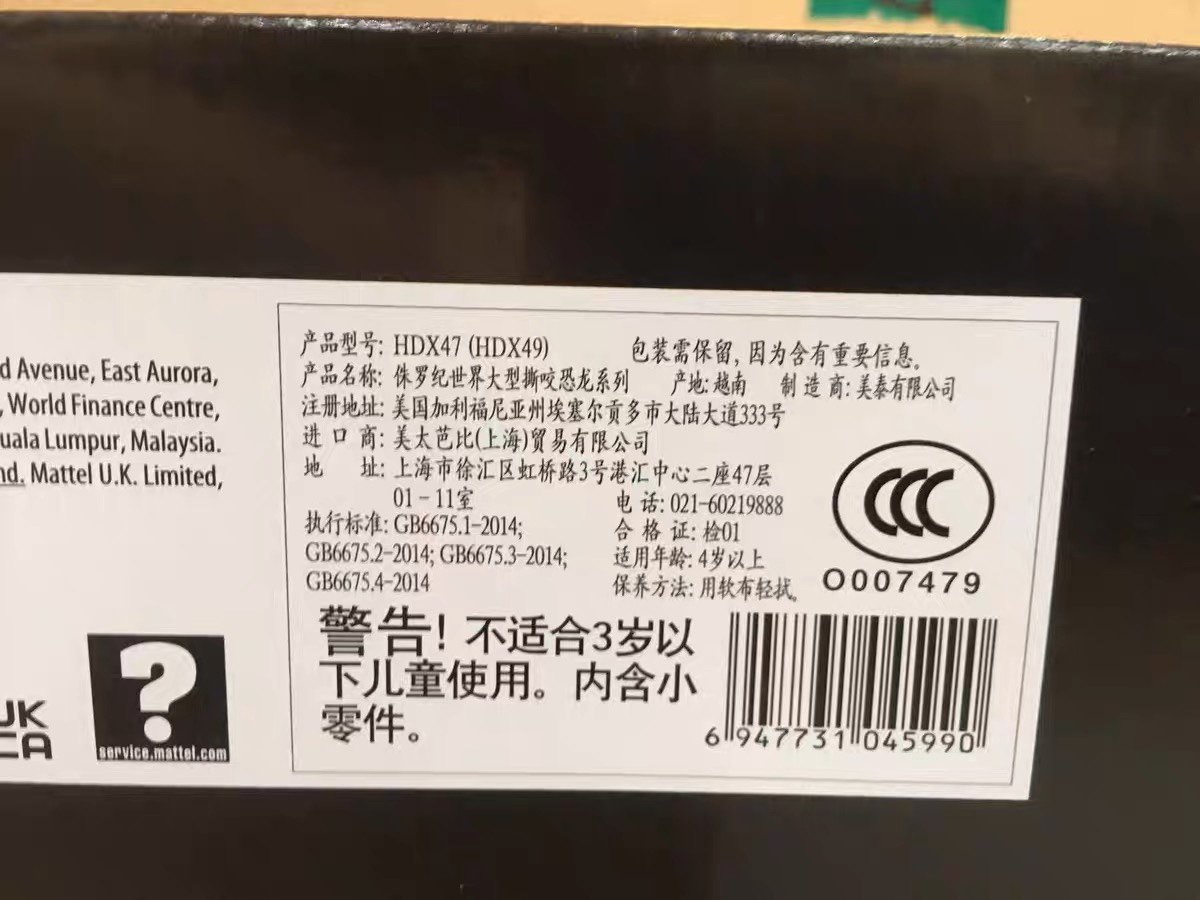 d Avenue, East Aurora,
, World Finance Centre,
uala Lumpur, Malaysia.
nd. Mattel U.K. Limited,
UK
CA
?
service.mattel.com
产品型号: HDX47 (HDX49) 包装需保留, 因为含有重要信息。
产品名称: 侏罗纪世界大型撕咬恐龙系列 产地: 越南 制造商: 美泰有限公司
注册地址: 美国加利福尼亚州埃塞尔贡多市大陆大道333号
进口商: 美太芭比(上海)贸易有限公司
地 址: 上海市徐汇区虹桥路3号港汇中心二座47层
01-11室 电话: 021-60219888
执行标准: GB6675.1-2014; 合格证: 检01
GB6675.2-2014; GB6675.3-2014; 适用年龄: 4岁以上
GB6675.4-2014 保养方法: 用软布轻拭。
CCC
O007479
警告! 不适合3岁以
下儿童使用。内含小
零件。
6 947731 045990